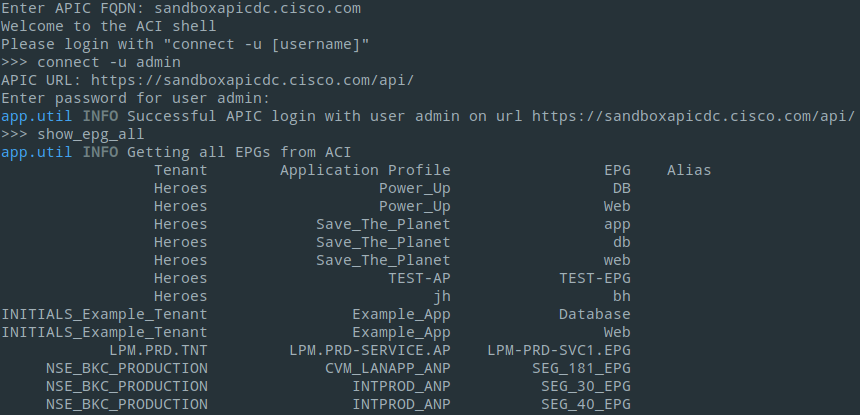 Enter APIC FQDN: sandboxapicdc.cisco.com
Welcome to the ACI shell
Please login with "connect -u [username]"
>>> connect -u admin
APIC URL: https://sandboxapicdc.cisco.com/api/
Enter password for user admin:
app.util INFO Successful APIC login with user admin on url https://sandboxapicdc.cisco.com/api/
>>> show_epg_all
app.util INFO Getting all EPGs from ACI
Tenant Application Profile EPG Alias
Heroes Power_Up DB
Heroes Power_Up Web
Heroes Save_The_Planet app
Heroes Save_The_Planet db
Heroes Save_The_Planet web
Heroes TEST-AP TEST-EPG
Heroes jh bh
INITIALS_Example_Tenant Example_App Database
INITIALS_Example_Tenant Example_App Web
LPM.PRD.TNT LPM.PRD-SERVICE.AP LPM-PRD-SVC1.EPG
NSE_BKC_PRODUCTION CVM_LANAPP_ANP SEG_181_EPG
NSE_BKC_PRODUCTION INTPROD_ANP SEG_30_EPG
NSE_BKC_PRODUCTION INTPROD_ANP SEG_40_EPG